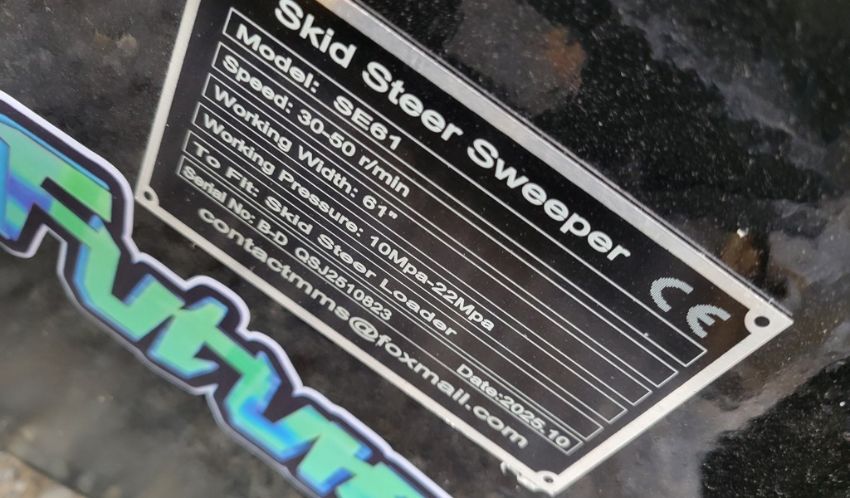 Skid Steer Sweeper
Model: SE61
Speed: 30-50 r/min
Working Width: 61"
Working Pressure: 10Mpa-22Mpa
To Fit: Skid Steer Loader
Serial No: B-D QSJ2510823 Date:2025.10
contactmms@foxmail.com
CE